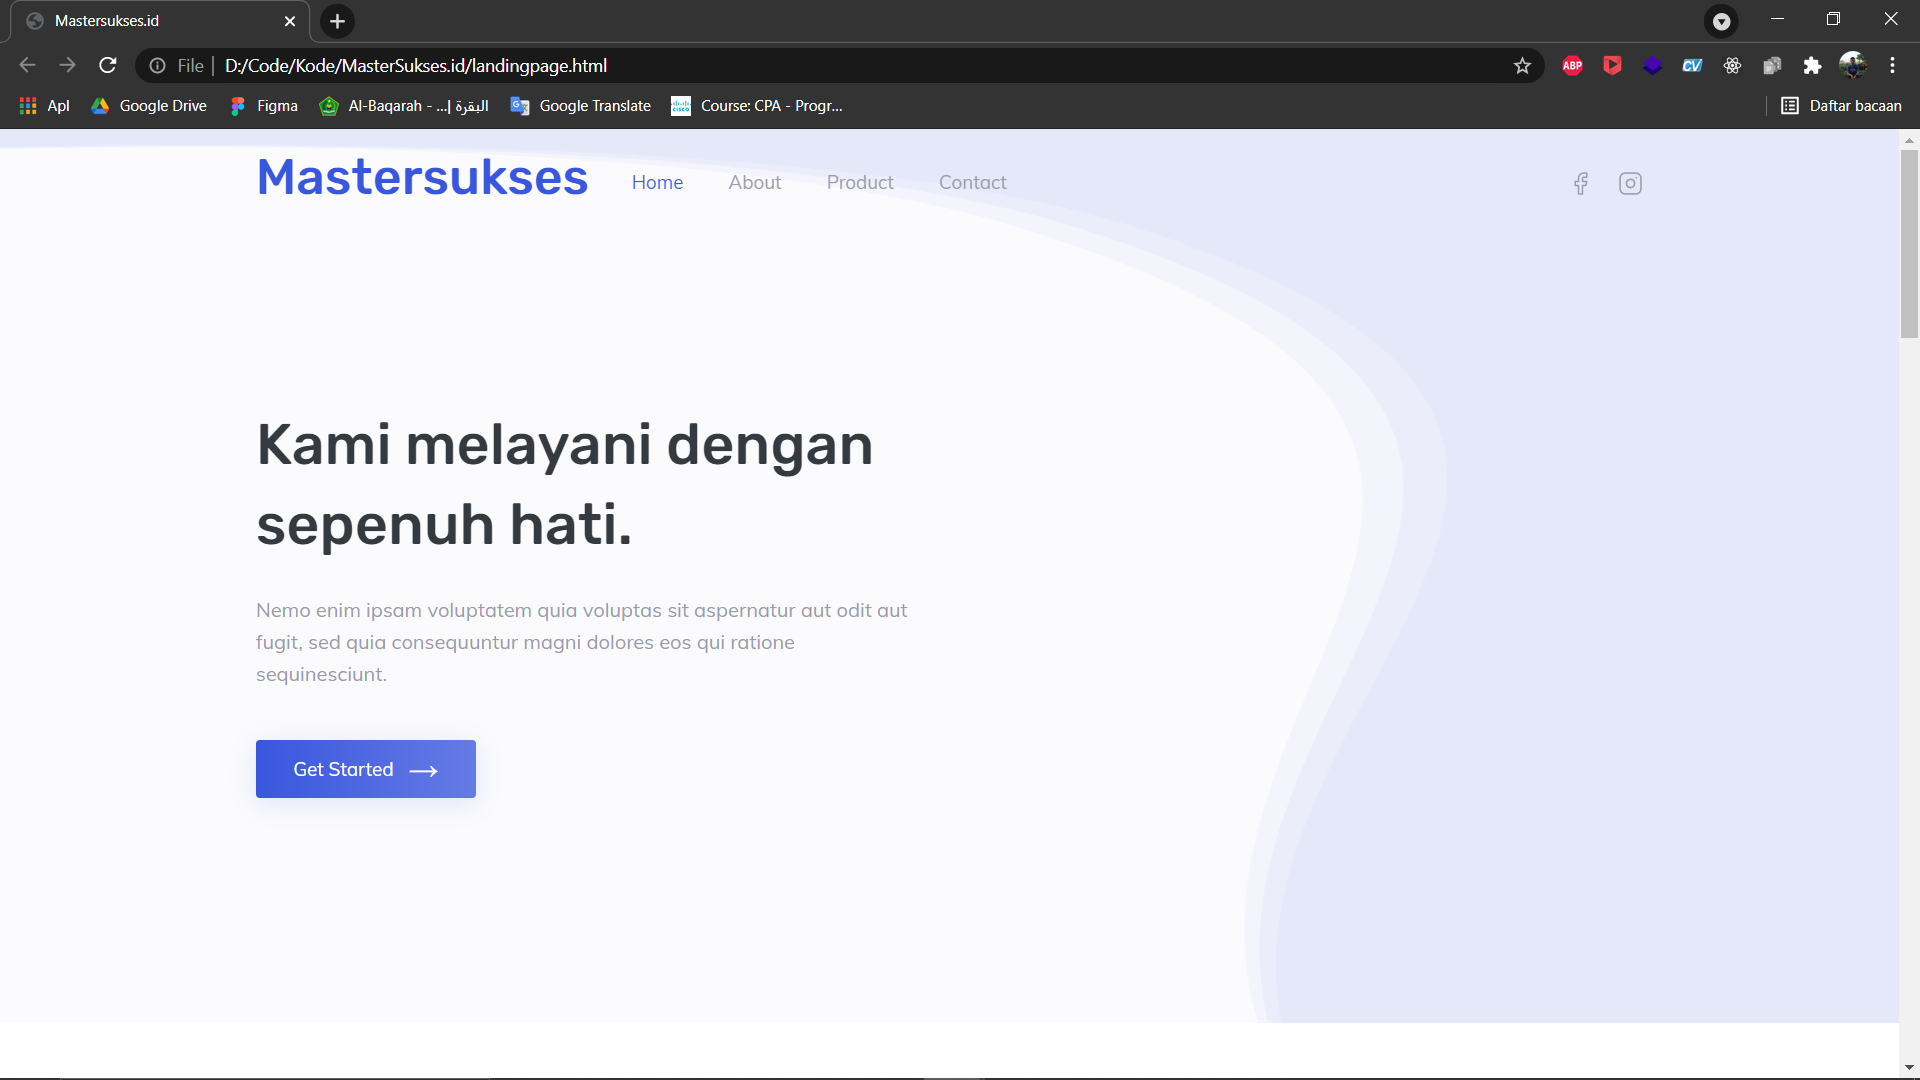 Mastersukses.id
File
D:/Code/Kode/MasterSukses.id/landingpage.html
ABP
CV
Apl
Google Drive
Figma
Al-Baqarah - ...| البقرة
Google Translate
Course: CPA - Progr...
Daftar bacaan
Mastersukses
Home
About
Product
Contact
Kami melayani dengan
sepenuh hati.
Nemo enim ipsam voluptatem quia voluptas sit aspernatur aut odit aut
fugit, sed quia consequuntur magni dolores eos qui ratione
sequinesciunt.
Get Started